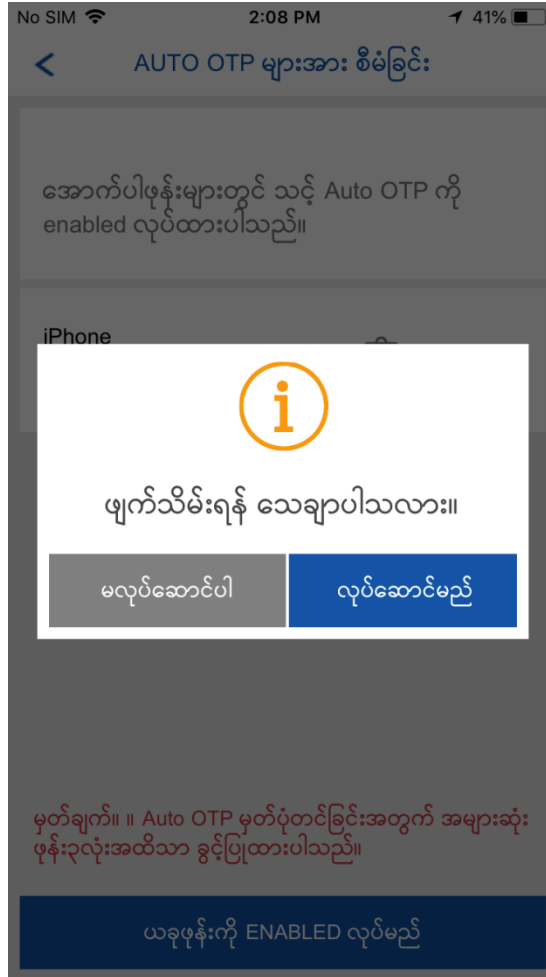 No SIM 2:08 PM 41%
AUTO OTP များအား စီမံခြင်း
အောက်ပါဖုန်းများတွင် သင့် Auto OTP ကို
enabled လုပ်ထားပါသည်။
iPhone
i
ဖျက်သိမ်းရန် သေချာပါသလား။
မလုပ်ဆောင်ပါ လုပ်ဆောင်မည်
မှတ်ချက်။ ။ Auto OTP မှတ်ပုံတင်ခြင်းအတွက် အများဆုံး
ဖုန်း၃လုံးအထိသာ ခွင့်ပြုထားပါသည်။
ယခုဖုန်းကို ENABLED လုပ်မည်